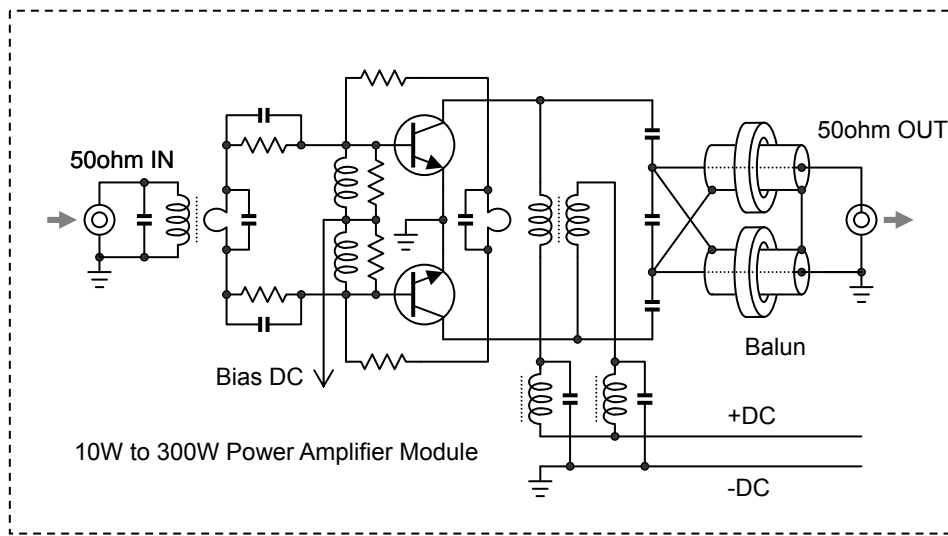 50ohm IN
50ohm OUT
Balun
Bias DC
+DC
10W to 300W Power Amplifier Module
-DC